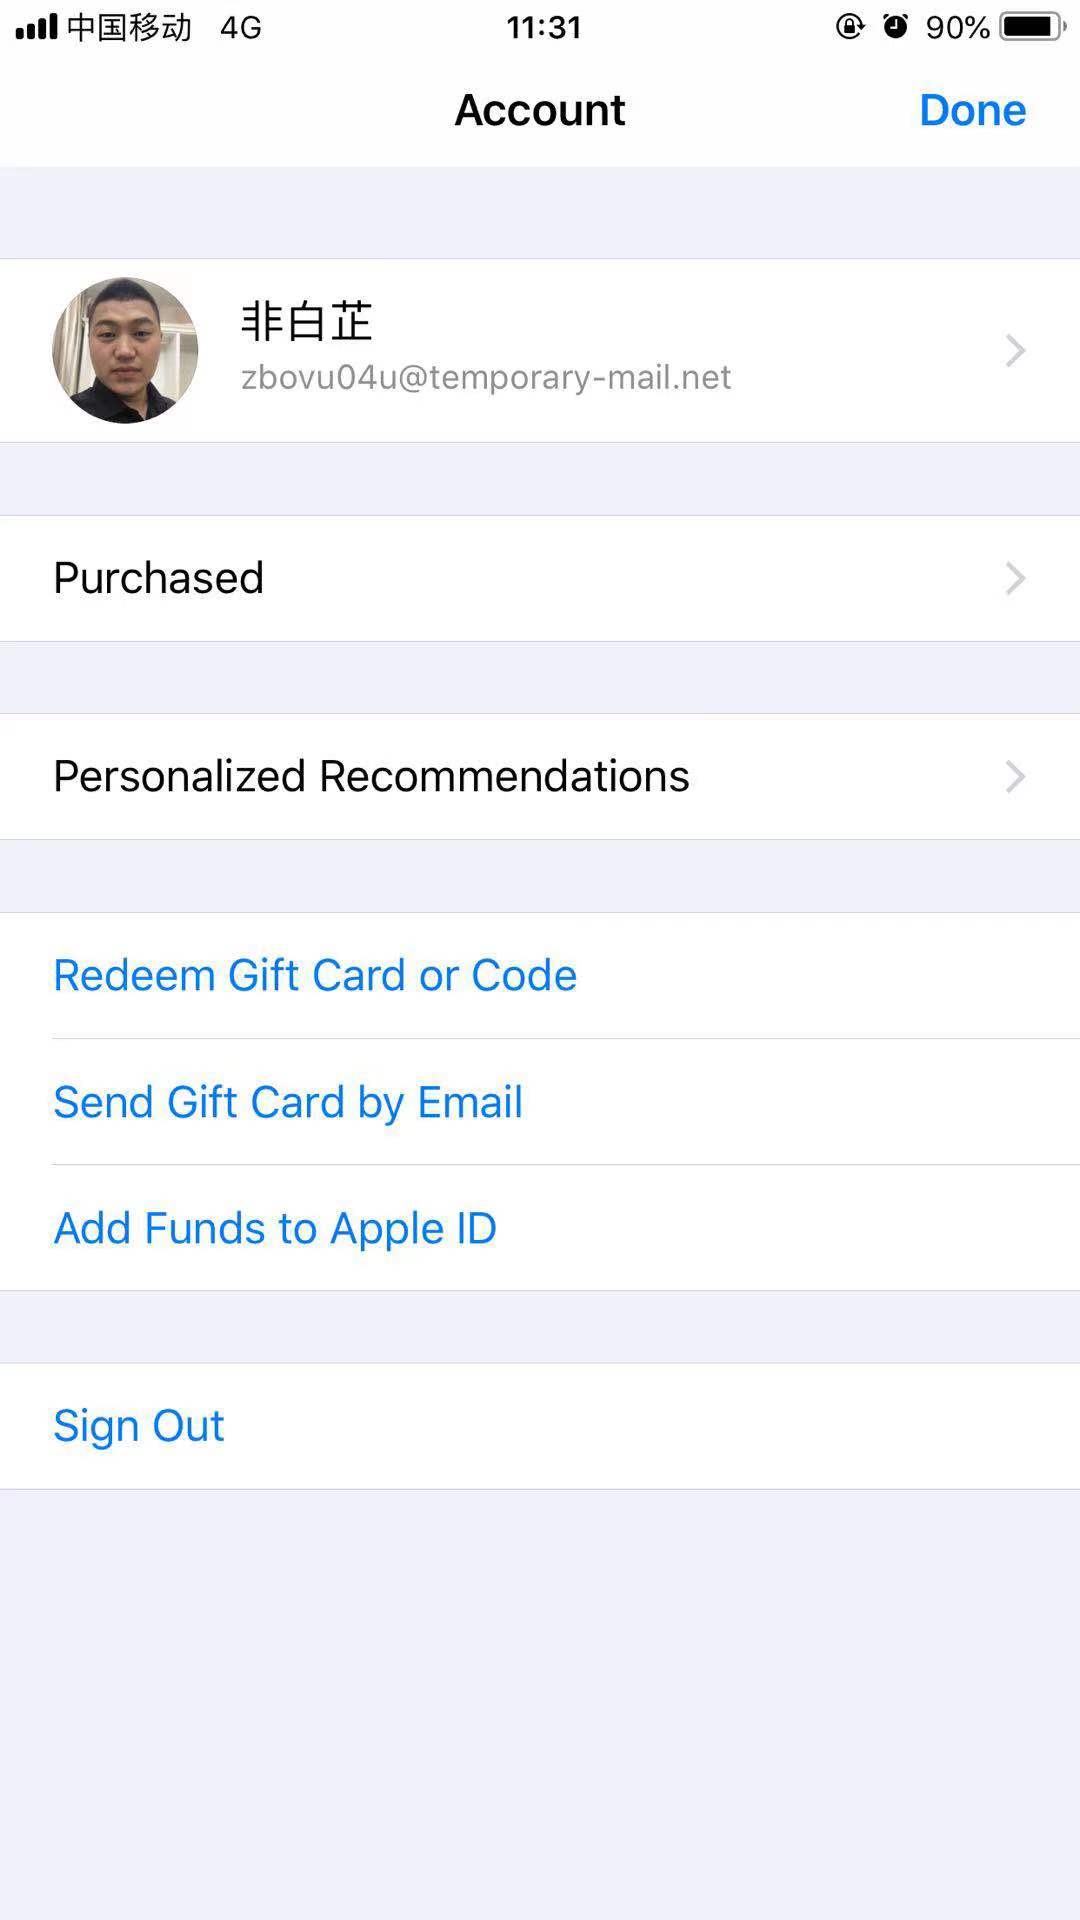 中国移动 4G 11:31 90%
Account Done
非白芷
zbovu04u@temporary-mail.net
Purchased
Personalized Recommendations
Redeem Gift Card or Code
Send Gift Card by Email
Add Funds to Apple ID
Sign Out